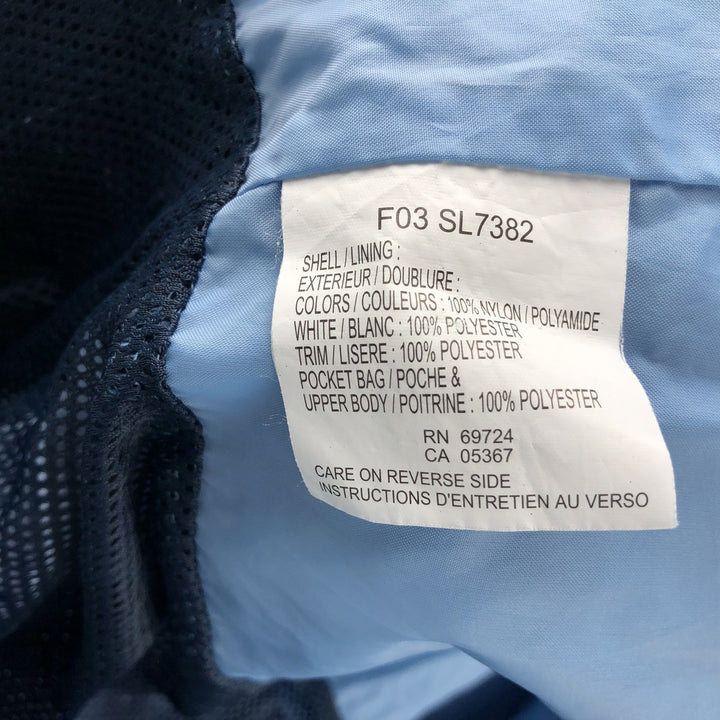 F03 SL7382
SHELL / LINING :
EXTERIEUR / DOUBLURE :
COLORS / COULEURS : 100% NYLON / POLYAMIDE
WHITE / BLANC : 100% POLYESTER
TRIM / LISERE : 100% POLYESTER
POCKET BAG / POCHE &
UPPER BODY / POITRINE : 100% POLYESTER
RN 69724
CA 05367
CARE ON REVERSE SIDE
INSTRUCTIONS D'ENTRETIEN AU VERSO